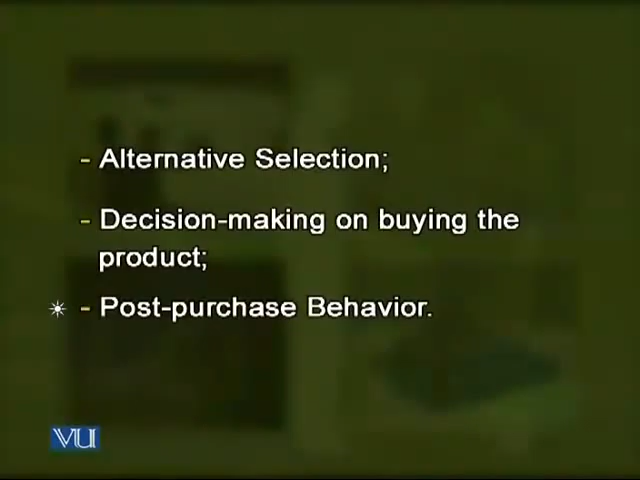 - Alternative Selection;
- Decision-making on buying the
product;
- Post-purchase Behavior.
VU